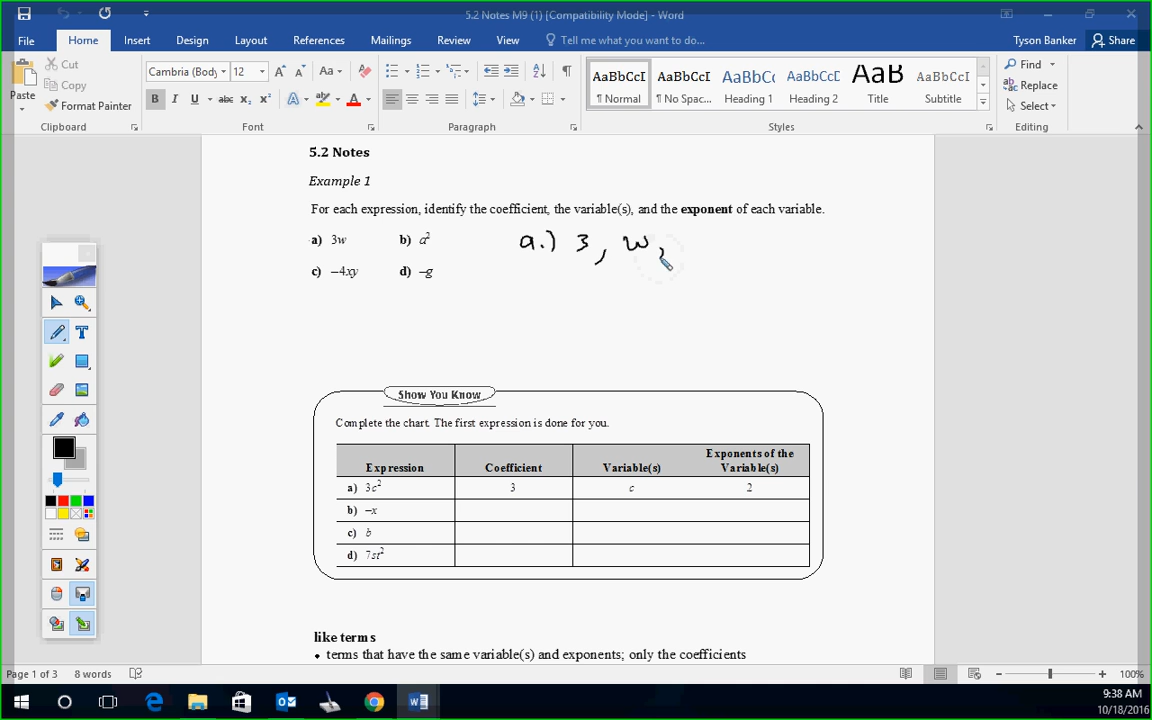 5.2 Notes M9 (1) [Compatibility Mode] - Word
File Home Insert Design Layout References Mailings Review View Tell me what you want to do... Tyson Banker Share
Paste Cut Copy Format Painter
Cambria (Body 12 Aa
B I U abc x₂ x² A A
AaBbCcI ¶ Normal AaBbCcI ¶ No Spac... AaBbCc Heading 1 AaBbCcI Heading 2 AaB Title AaBbCcI Subtitle
Find Replace Select
Clipboard Font Paragraph Styles Editing
5.2 Notes
Example 1
For each expression, identify the coefficient, the variable(s), and the exponent of each variable.
a) 3w b) a² a.) 3, w,
c) –4xy d) –g
Show You Know
Complete the chart. The first expression is done for you.
Expression Coefficient Variable(s) Exponents of the Variable(s)
a) 3c² 3 c 2
b) –x
c) b
d) 7st²
like terms
• terms that have the same variable(s) and exponents; only the coefficients
Page 1 of 3 8 words 100%
9:38 AM
10/18/2016